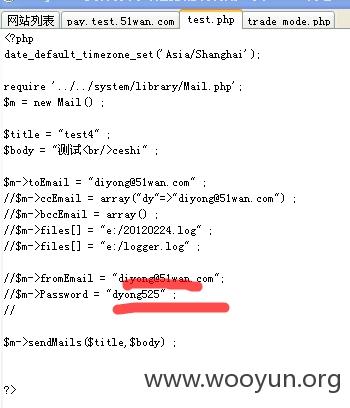 网站列表 pay.test.51wan.com test.php trade mode.php
<?php
date_default_timezone_set('Asia/Shanghai');
require '../../system/library/Mail.php';
$m = new Mail() ;
$title = "test4" ;
$body = "测试<br/>ceshi" ;
$m->toEmail = "diyong@51wan.com" ;
//$m->ccEmail = array("dy"=>"diyong@51wan.com") ;
//$m->bccEmail = array() ;
//$m->files[] = "e:/20120224.log" ;
//$m->files[] = "e:/logger.log" ;
//$m->fromEmail = "diyong@51wan.com";
//$m->Password = "dyong525" ;
//
$m->sendMails($title,$body) ;
?>
www.wooyun.org